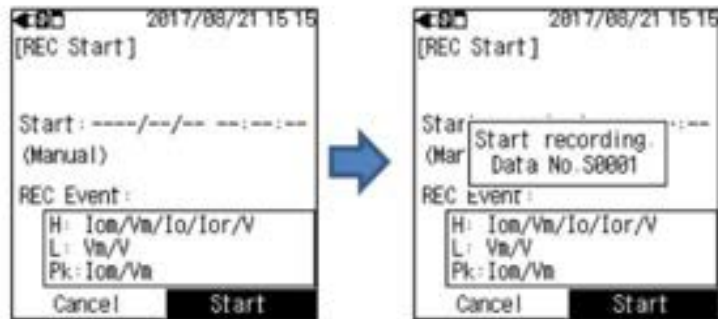 2017/08/21 15:15
[REC Start]
Start:----/--/-- --:--:--
(Manual)
REC Event:
H: Iom/Vm/Io/Ior/V
L: Vm/V
Pk:Iom/Vm
Cancel Start
2017/08/21 15:15
[REC Start]
Star :--
(Mar
Start recording.
Data No.S0001
REC Event:
H: Iom/Vm/Io/Ior/V
L: Vm/V
Pk:Iom/Vm
Cancel Start